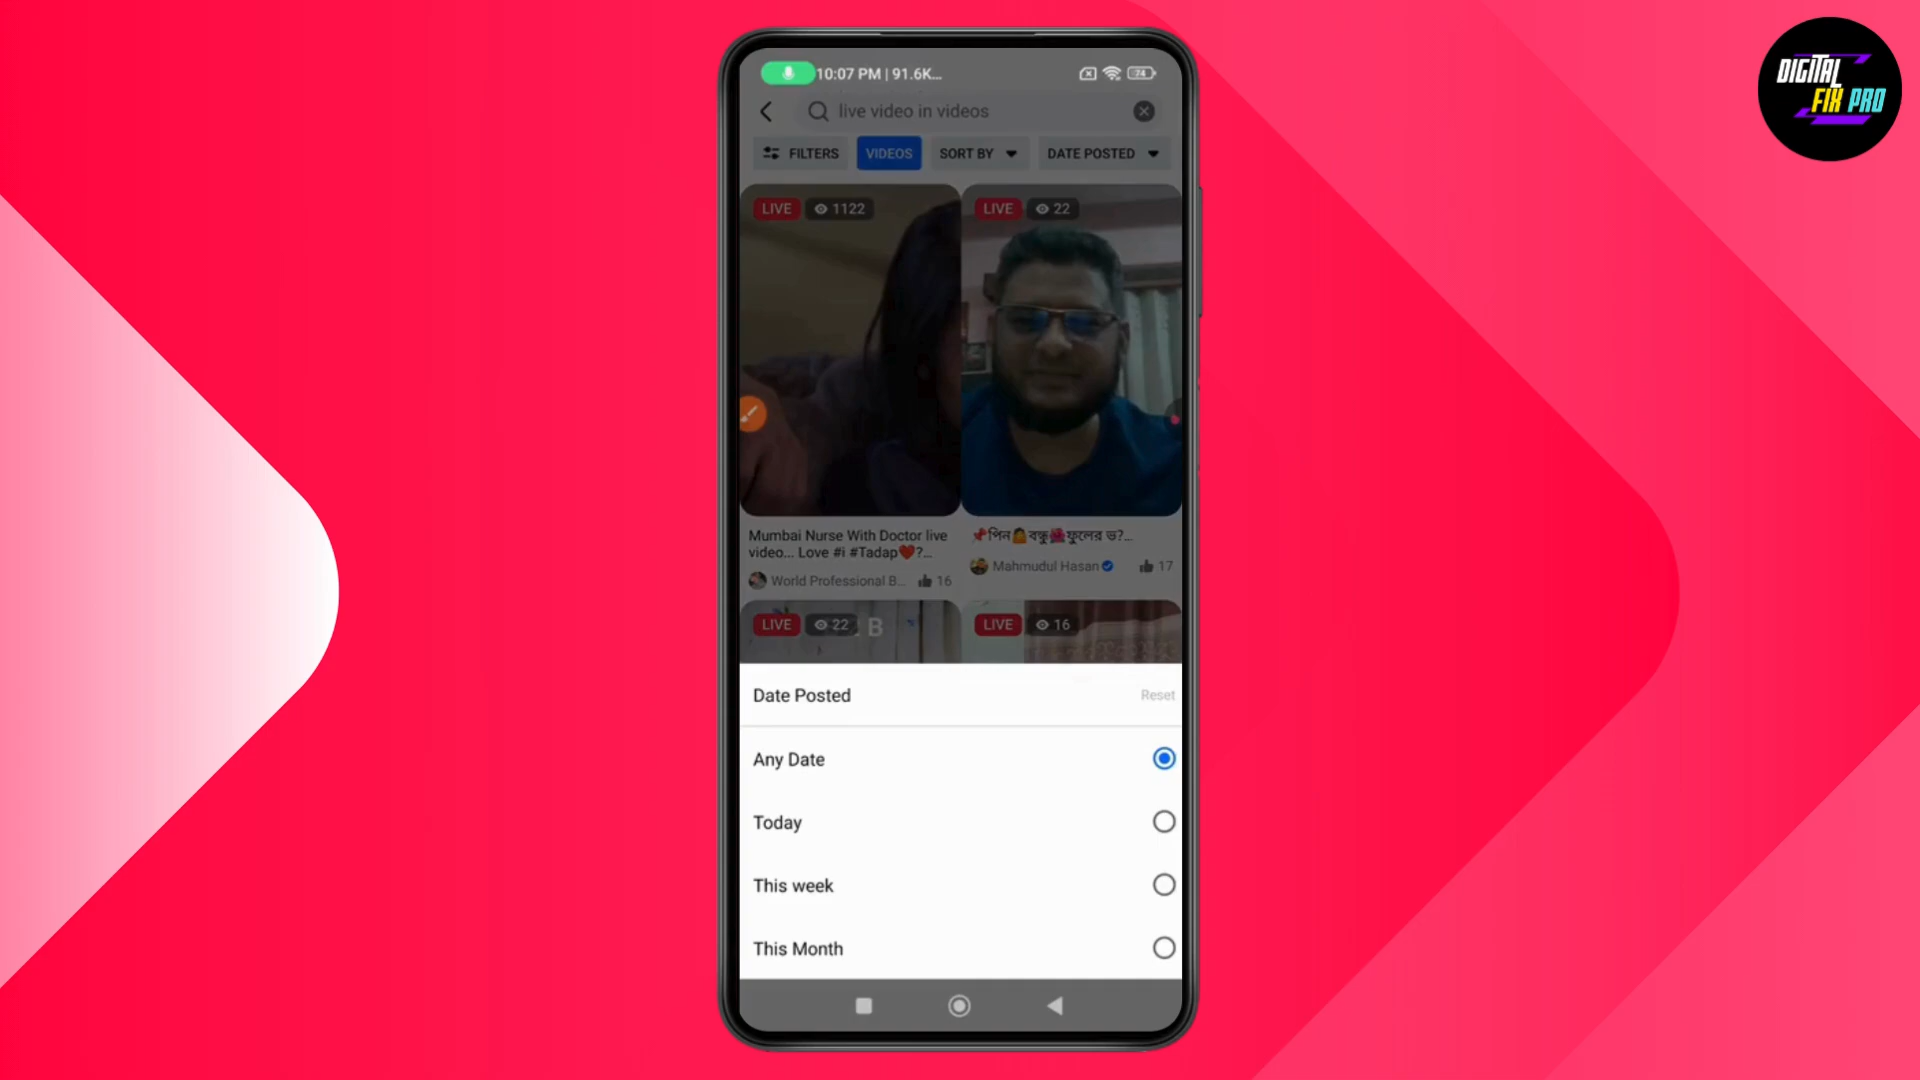 DIGITAL
FIX PRO
10:07 PM | 91.6K...
74
live video in videos
FILTERS
VIDEOS
SORT BY
DATE POSTED
LIVE
1122
LIVE
22
Mumbai Nurse With Doctor live
video... Love #i #Tadap❤️?...
World Professional B...
16
📌পিন🤷বন্ধু🌺ফুলের ভ?...
Mahmudul Hasan
17
LIVE
22
B
LIVE
16
Date Posted
Reset
Any Date
Today
This week
This Month